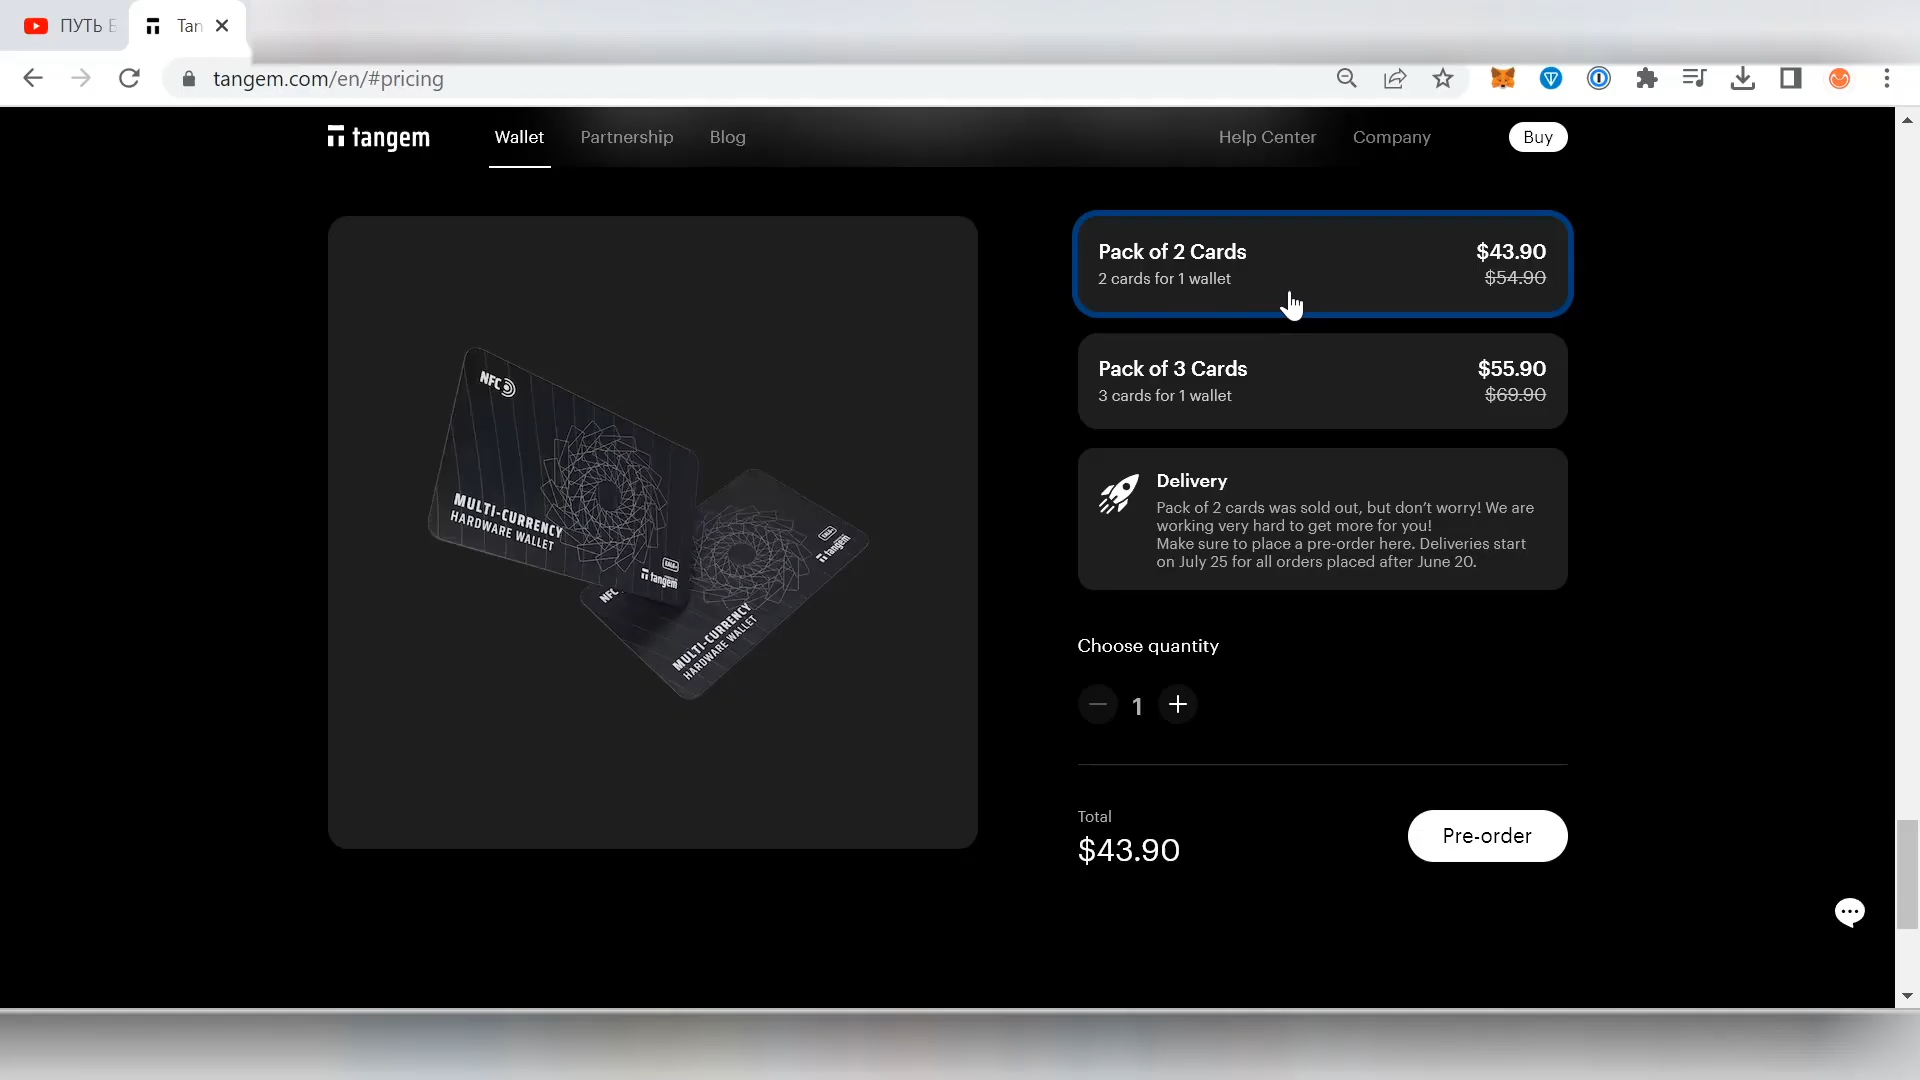 ПУТЬ
Tan
tangem.com/en/#pricing
tangem
Wallet
Partnership
Blog
Help Center
Company
Buy
NFC
MULTI-CURRENCY
HARDWARE WALLET
tangem
NFC
MULTI-CURRENCY
HARDWARE WALLET
tangem
Pack of 2 Cards
$43.90
2 cards for 1 wallet
$54.90
Pack of 3 Cards
$55.90
3 cards for 1 wallet
$69.90
Delivery
Pack of 2 cards was sold out, but don’t worry! We are
working very hard to get more for you!
Make sure to place a pre-order here. Deliveries start
on July 25 for all orders placed after June 20.
Choose quantity
1
Total
$43.90
Pre-order